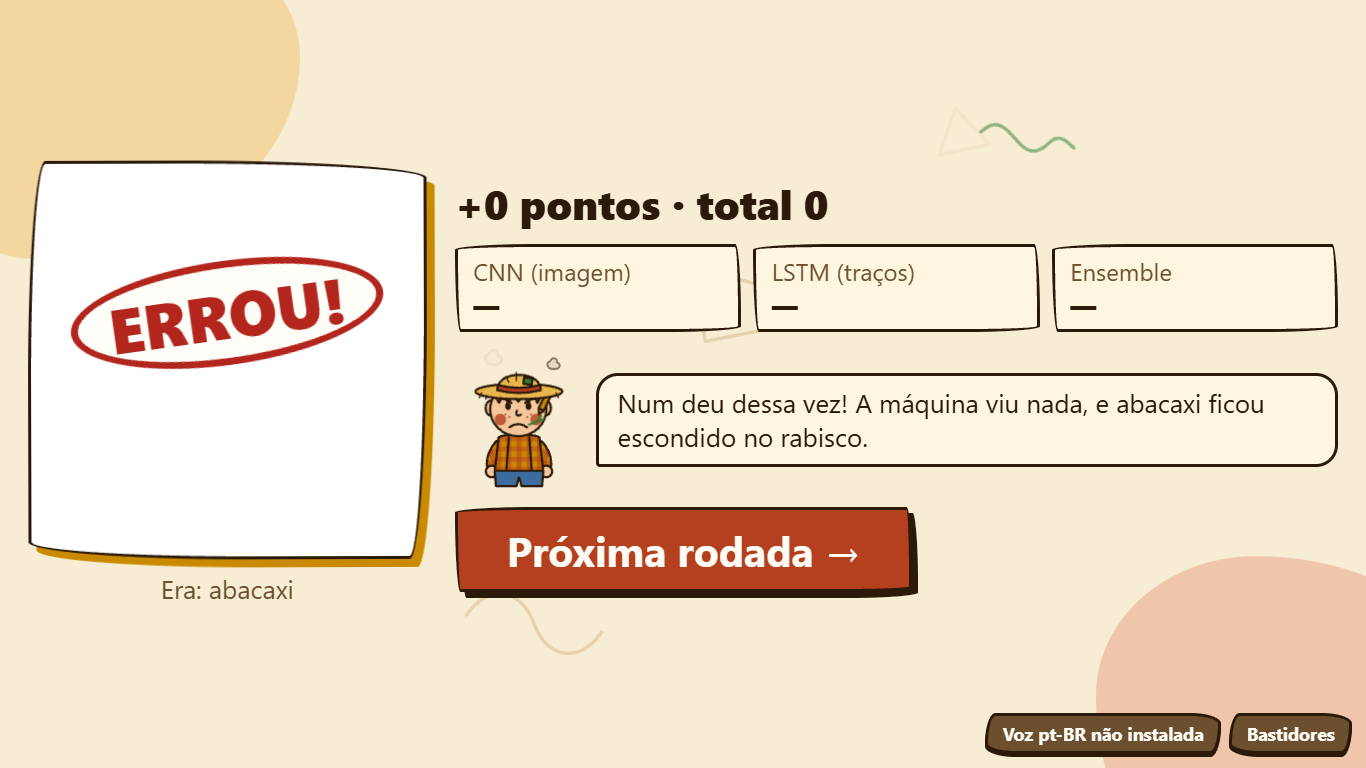 ERROU!
Era: abacaxi
+0 pontos • total 0
CNN (imagem)
—
LSTM (traços)
—
Ensemble
—
Num deu dessa vez! A máquina viu nada, e abacaxi ficou
escondido no rabisco.
Próxima rodada →
Voz pt-BR não instalada
Bastidores